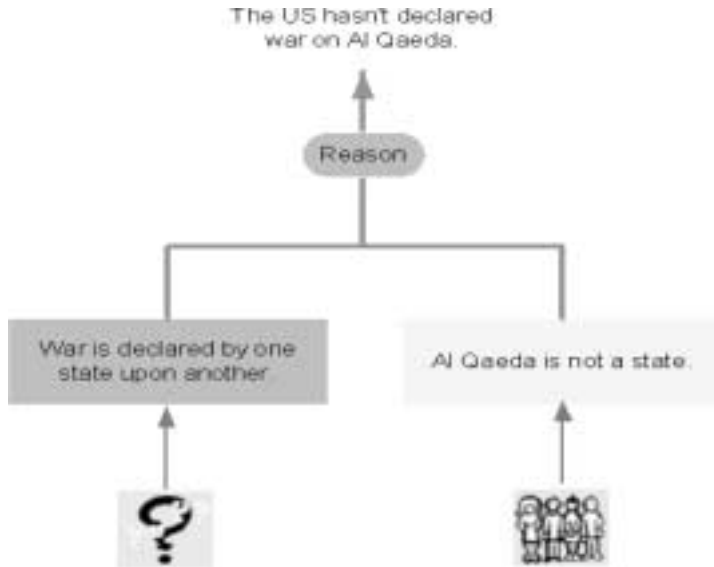 The US hasn't declared
war on Al Qaeda.
Reason
War is declared by one
state upon another
Al Qaeda is not a state.
?